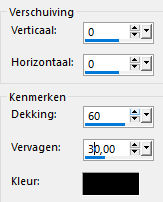 Verschuiving
Verticaal: 0
Horizontaal: 0
Kenmerken
Dekking: 60
Vervagen: 30,00
Kleur: